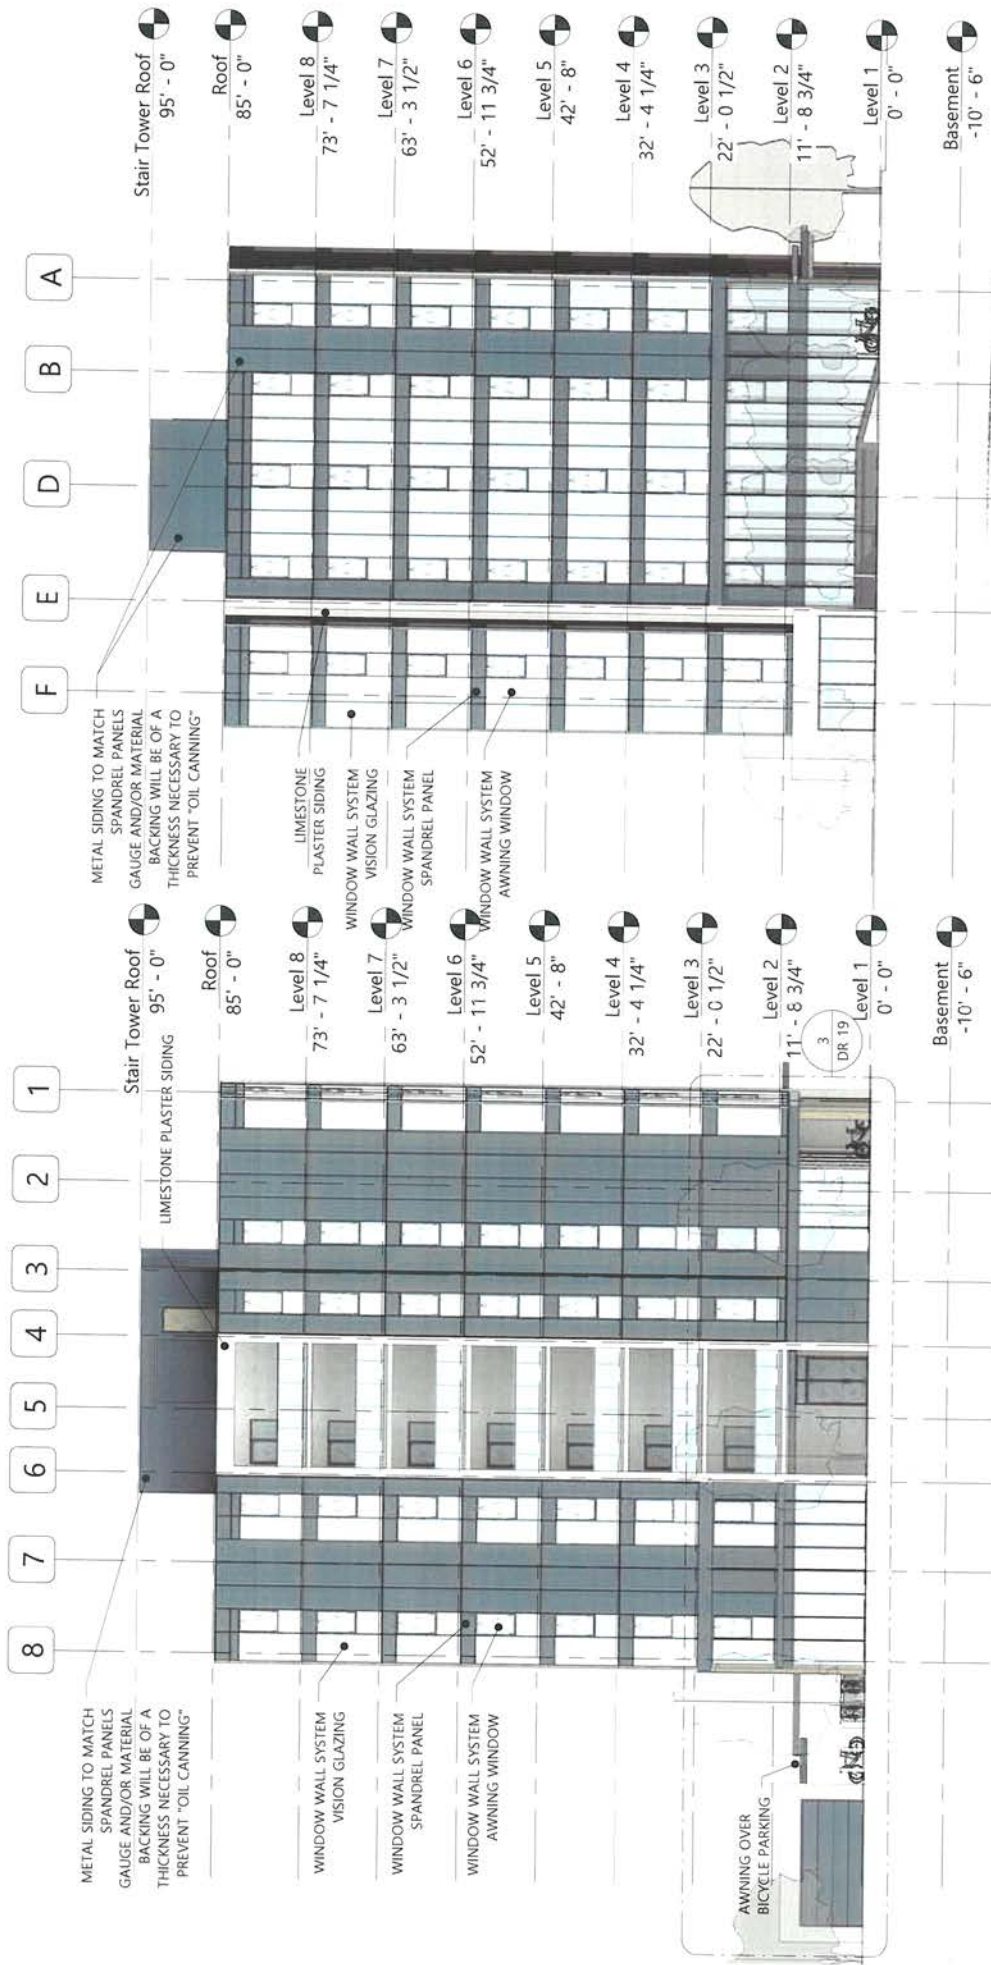 8
7
6
5
4
3
2
1
METAL SIDING TO MATCH
SPANDREL PANELS
GAUGE AND/OR MATERIAL
BACKING WILL BE OF A
THICKNESS NECESSARY TO
PREVENT "OIL CANNING"
WINDOW WALL SYSTEM
VISION GLAZING
WINDOW WALL SYSTEM
SPANDREL PANEL
WINDOW WALL SYSTEM
AWNING WINDOW
AWNING OVER
BICYCLE PARKING
LIMESTONE PLASTER SIDING
Stair Tower Roof
95' - 0"
Roof
85' - 0"
Level 8
73' - 7 1/4"
Level 7
63' - 3 1/2"
Level 6
52' - 11 3/4"
Level 5
42' - 8"
Level 4
32' - 4 1/4"
Level 3
22' - 0 1/2"
Level 2
11' - 8 3/4"
3
DR 19
Level 1
0' - 0"
Basement
-10' - 6"
F
E
D
B
A
METAL SIDING TO MATCH
SPANDREL PANELS
GAUGE AND/OR MATERIAL
BACKING WILL BE OF A
THICKNESS NECESSARY TO
PREVENT "OIL CANNING"
LIMESTONE
PLASTER SIDING
WINDOW WALL SYSTEM
VISION GLAZING
WINDOW WALL SYSTEM
SPANDREL PANEL
WINDOW WALL SYSTEM
AWNING WINDOW
Stair Tower Roof
95' - 0"
Roof
85' - 0"
Level 8
73' - 7 1/4"
Level 7
63' - 3 1/2"
Level 6
52' - 11 3/4"
Level 5
42' - 8"
Level 4
32' - 4 1/4"
Level 3
22' - 0 1/2"
Level 2
11' - 8 3/4"
Level 1
0' - 0"
Basement
-10' - 6"